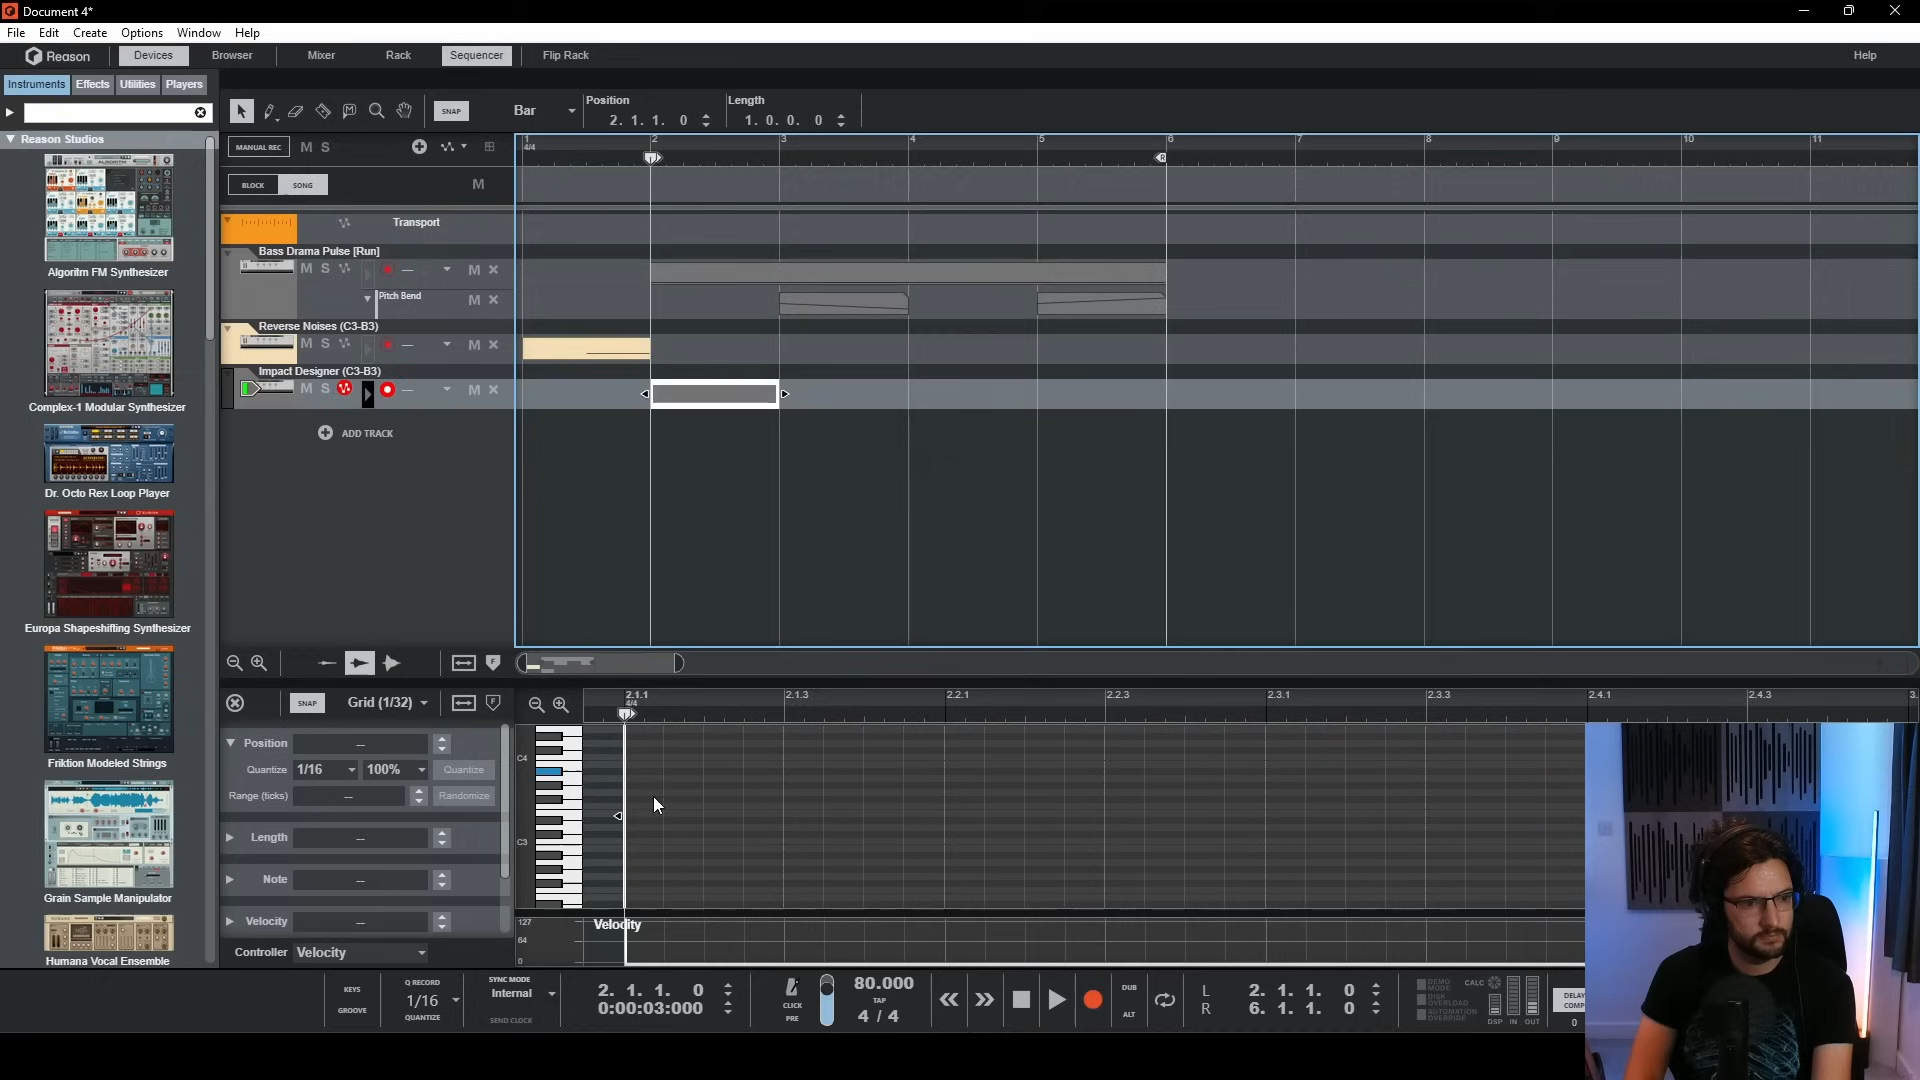 Document 4*
File Edit Create Options Window Help
Reason Devices Browser Mixer Rack Sequencer Flip Rack Help
Instruments Effects Utilities Players
Reason Studios
Algoritm FM Synthesizer
Complex-1 Modular Synthesizer
Dr. Octo Rex Loop Player
Europa Shapeshifting Synthesizer
Friktion Modeled Strings
Grain Sample Manipulator
Humana Vocal Ensemble
SNAP Bar
Position
2. 1. 1. 0
Length
1. 0. 0. 0
MANUAL REC M S
BLOCK SONG M
1 2 3 4 5 6 7 8 9 10 11
4/4
R
Transport
Bass Drama Pulse [Run]
M S M
Pitch Bend M
Reverse Noises (C3-B3)
M S M
Impact Designer (C3-B3)
M S M
ADD TRACK
F
SNAP Grid (1/32) F
Position --
Quantize 1/16 100% Quantize
Range (ticks) -- Randomize
Length --
Note --
Velocity --
Controller Velocity
2.1.1 2.1.3 2.2.1 2.2.3 2.3.1 2.3.3 2.4.1 2.4.3 3.
4/4
C4
C3
127
64
0
Velocity
KEYS
GROOVE
Q RECORD
1/16
QUANTIZE
SYNC MODE
Internal
SEND CLOCK
2. 1. 1. 0
0:00:03:000
CLICK
PRE
80.000
TAP
4 / 4
DUB
ALT
L 2. 1. 1. 0
R 6. 1. 1. 0
DEMO MODE
DISK OVERLOAD
AUTOMATION OVERRIDE
CALC
DSP IN OUT
DELAY
COMP
0